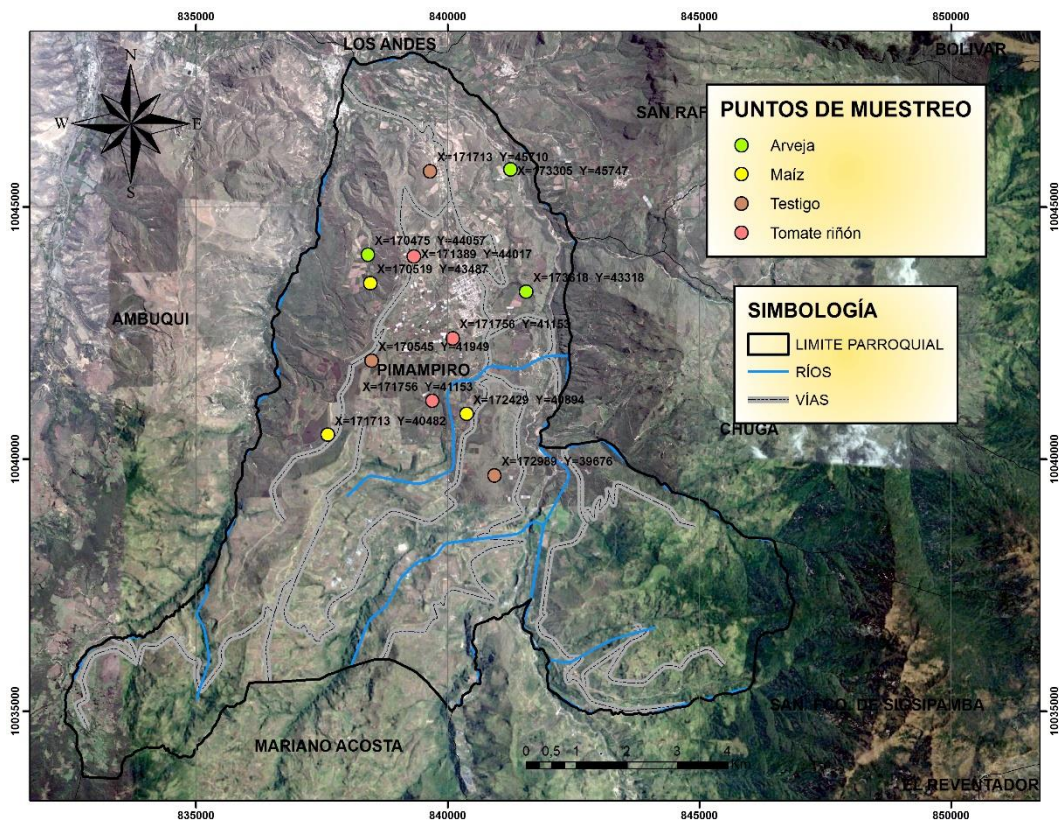 835000
840000
845000
850000
LOS ANDES
BOLIVAR
N
W
E
S
SAN RAF
PUNTOS DE MUESTREO
Arveja
Maíz
Testigo
Tomate riñón
X=171713 Y=45710
X=173305 Y=45747
10045000
10045000
X=170475 Y=44057
X=171389 Y=44017
X=170519 Y=43487
X=173618 Y=43318
AMBUQUI
SIMBOLOGÍA
LIMITE PARROQUIAL
RÍOS
VÍAS
X=171756 Y=41153
X=170545 Y=41949
PIMAMPIRO
X=171756 Y=41153
X=172429 Y=40894
X=171713 Y=40482
CHUGA
10040000
10040000
X=172989 Y=39676
10035000
10035000
SAN. FCO. DE SIGSIPAMBA
MARIANO ACOSTA
0 0,5 1 2 3 4
EL REVENTADOR
835000
840000
845000
850000